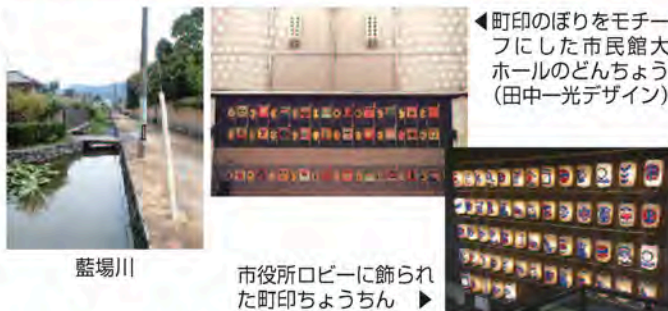 ◀町印のぼりをモチー
フにした市民館大
ホールのどんちょう
(田中一光デザイン)
藍場川
市役所ロビーに飾られ
た町印ちょうちん ▶